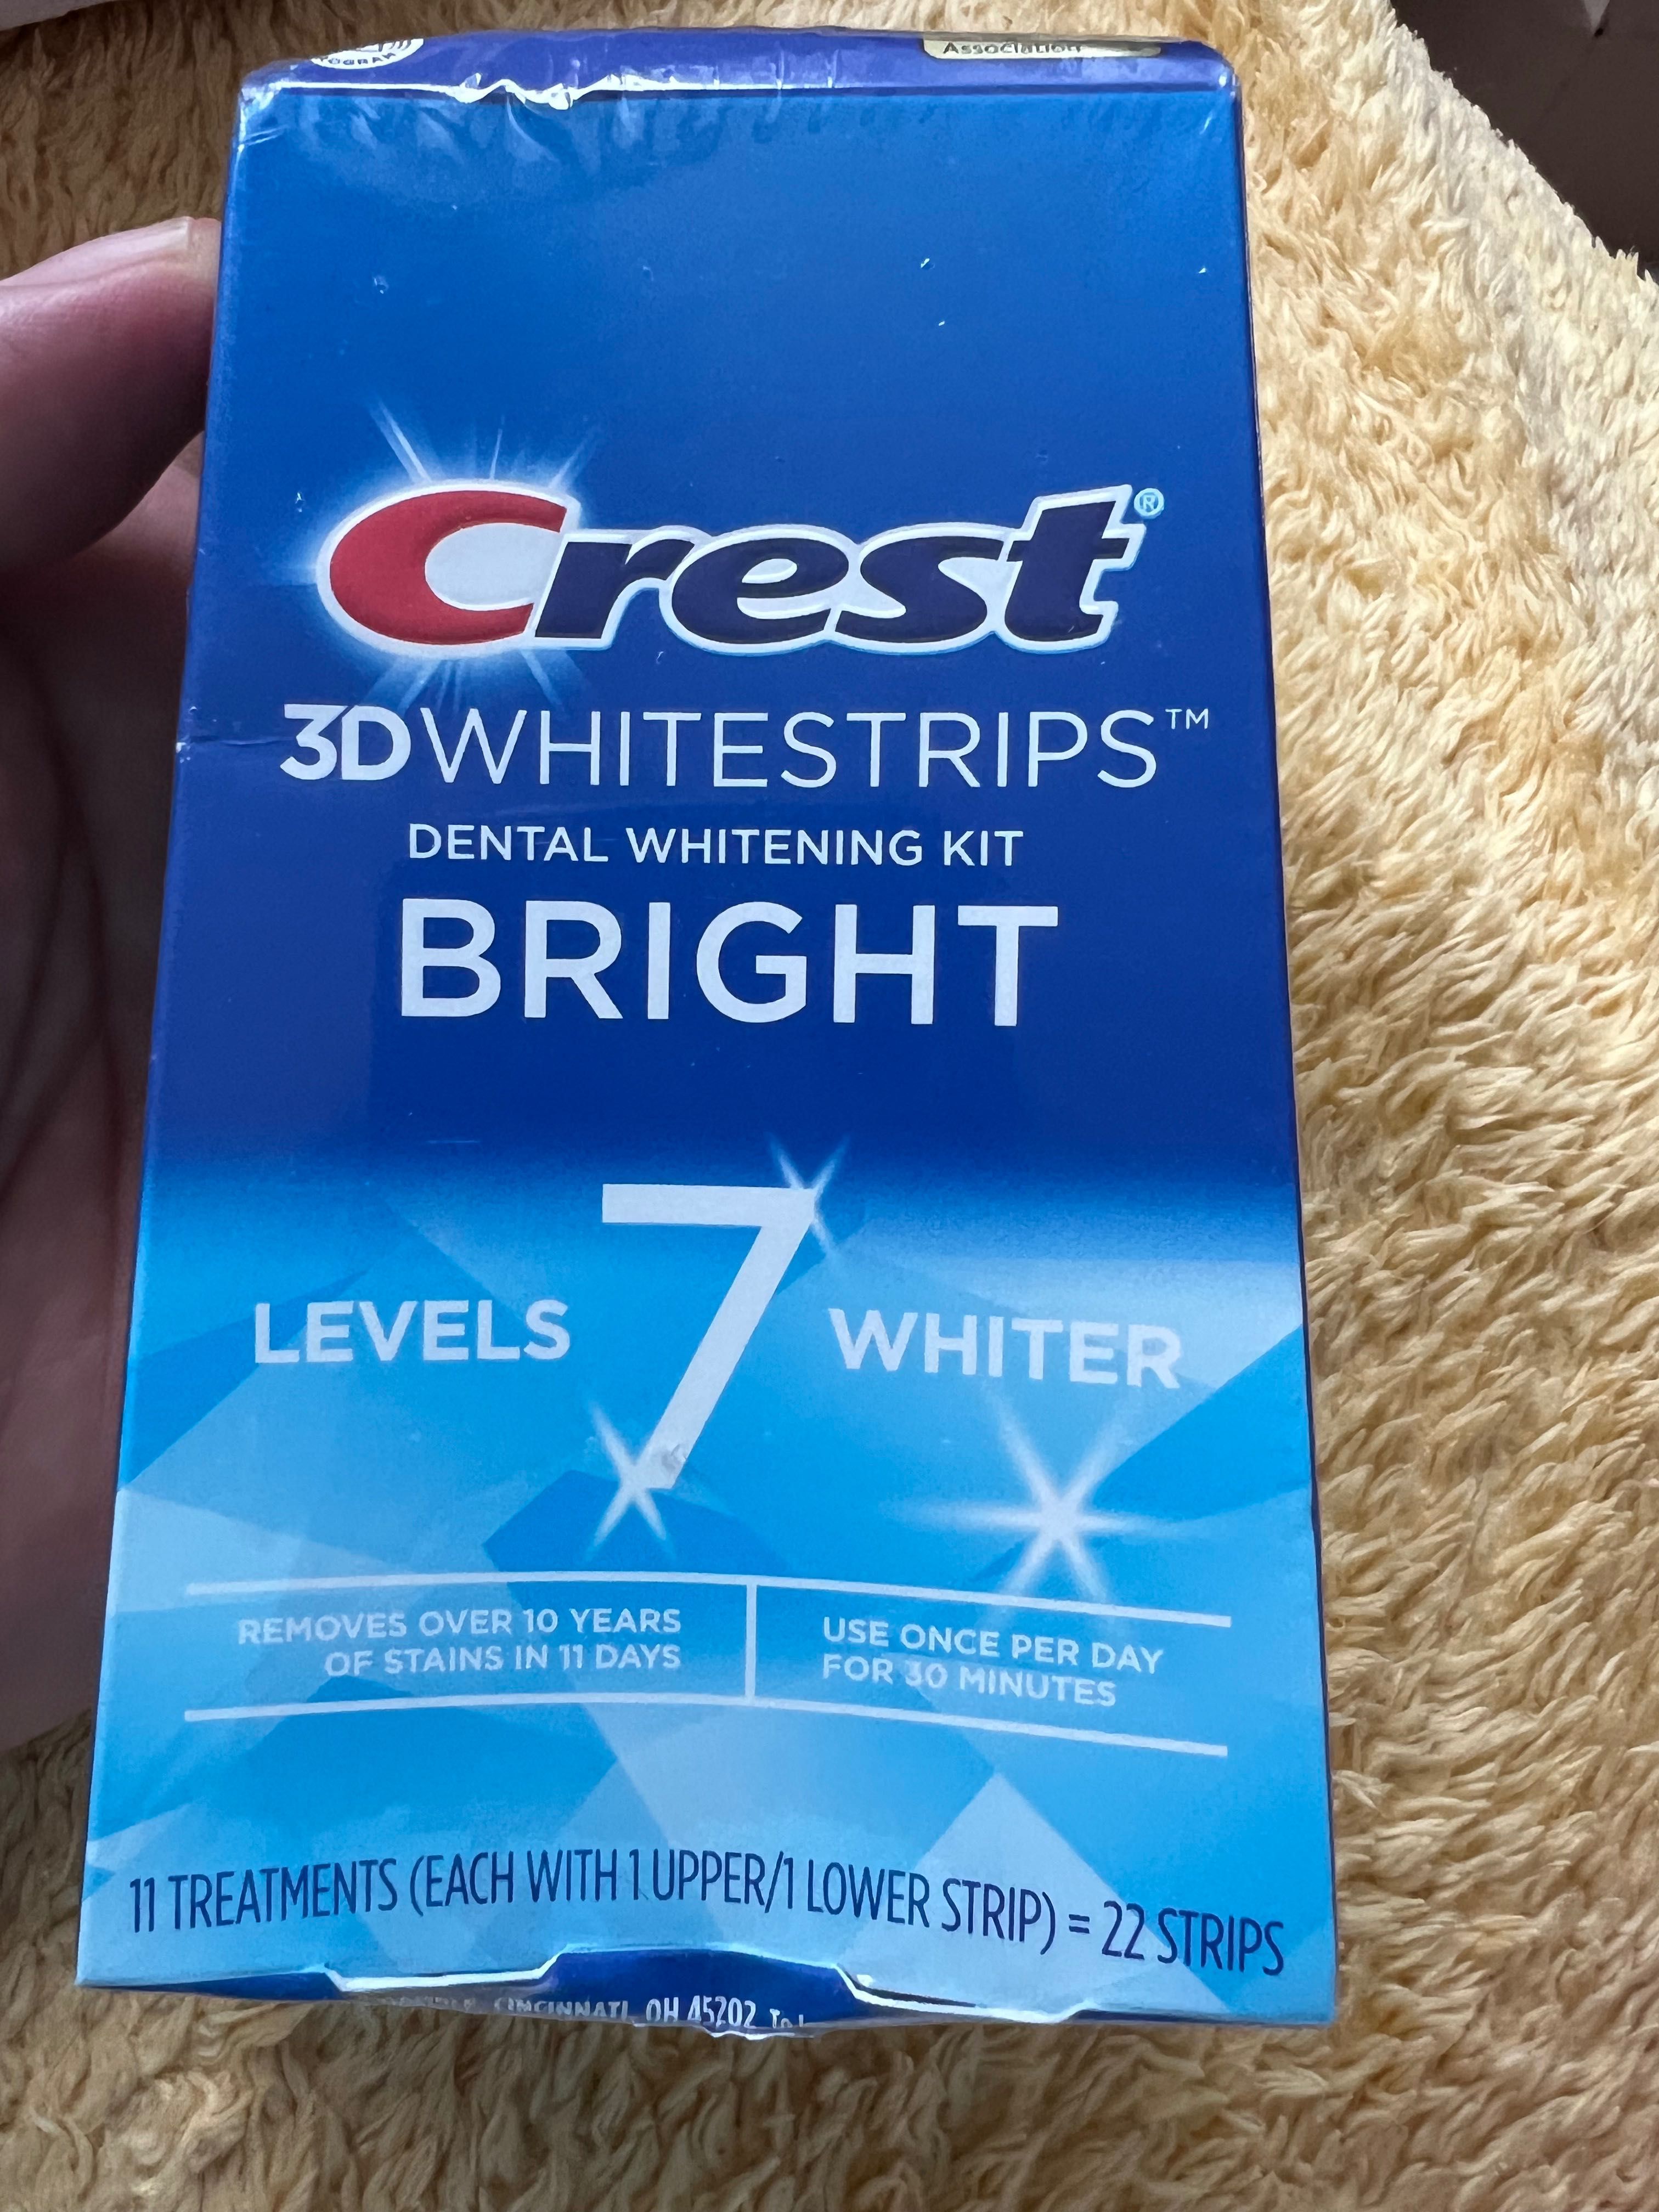 Association
Crest®
3DWHITESTRIPS™
DENTAL WHITENING KIT
BRIGHT
LEVELS 7 WHITER
REMOVES OVER 10 YEARS
OF STAINS IN 11 DAYS
USE ONCE PER DAY
FOR 30 MINUTES
11 TREATMENTS (EACH WITH 1 UPPER/1 LOWER STRIP) = 22 STRIPS
CINCINNATI, OH 45202